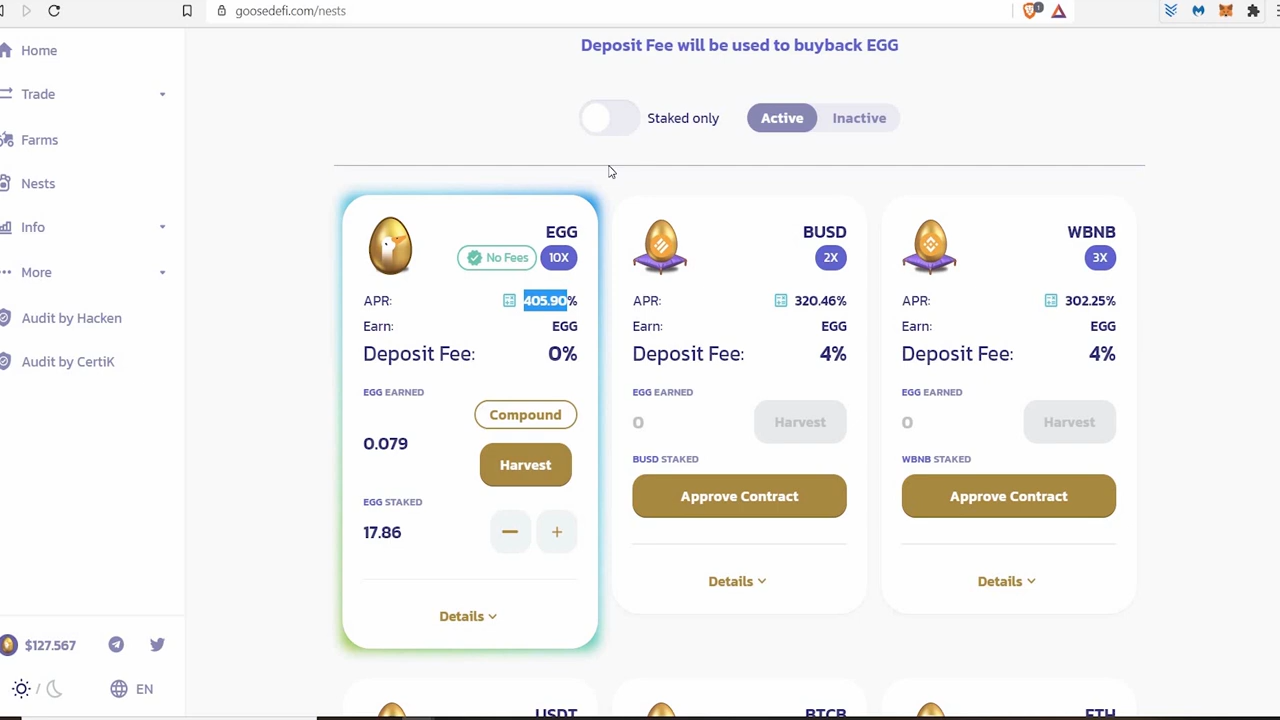 goosedefi.com/nests
1
Home
Trade
Farms
Nests
Info
More
Audit by Hacken
Audit by CertiK
$127.567
EN
Deposit Fee will be used to buyback EGG
Staked only
Active
Inactive
EGG
No Fees
10X
APR:
405.90%
Earn:
EGG
Deposit Fee:
0%
EGG EARNED
Compound
0.079
Harvest
EGG STAKED
17.86
Details
BUSD
2X
APR:
320.46%
Earn:
EGG
Deposit Fee:
4%
EGG EARNED
0
Harvest
BUSD STAKED
Approve Contract
Details
WBNB
3X
APR:
302.25%
Earn:
EGG
Deposit Fee:
4%
EGG EARNED
0
Harvest
WBNB STAKED
Approve Contract
Details
USDT
BTCB
ETH